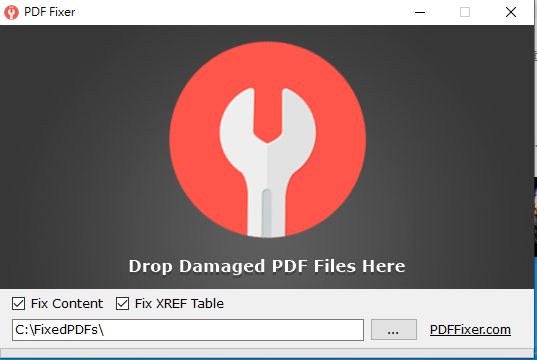 PDF Fixer
Drop Damaged PDF Files Here
Fix Content Fix XREF Table
C:\FixedPDFs\ ... PDFFixer.com